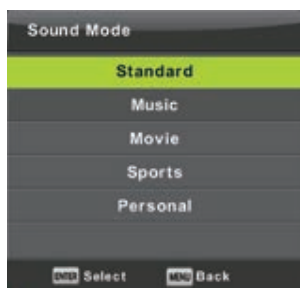 Sound Mode
Standard
Music
Movie
Sports
Personal
ENTER Select MENU Back